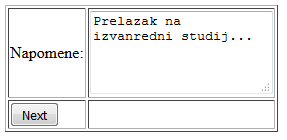 Napomene:
Prelazak na
izvanredni studij...
Next